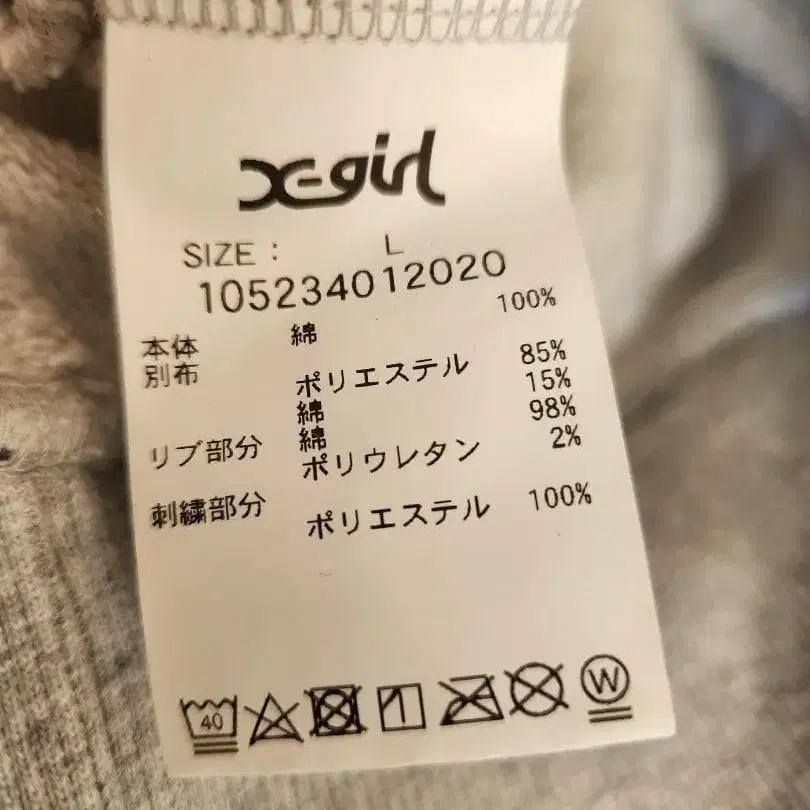 X-girl
SIZE : L
105234012020
本体 綿 100%
別布 ポリエステル 85%
綿 15%
リブ部分 綿 98%
ポリウレタン 2%
刺繍部分 ポリエステル 100%
40 W